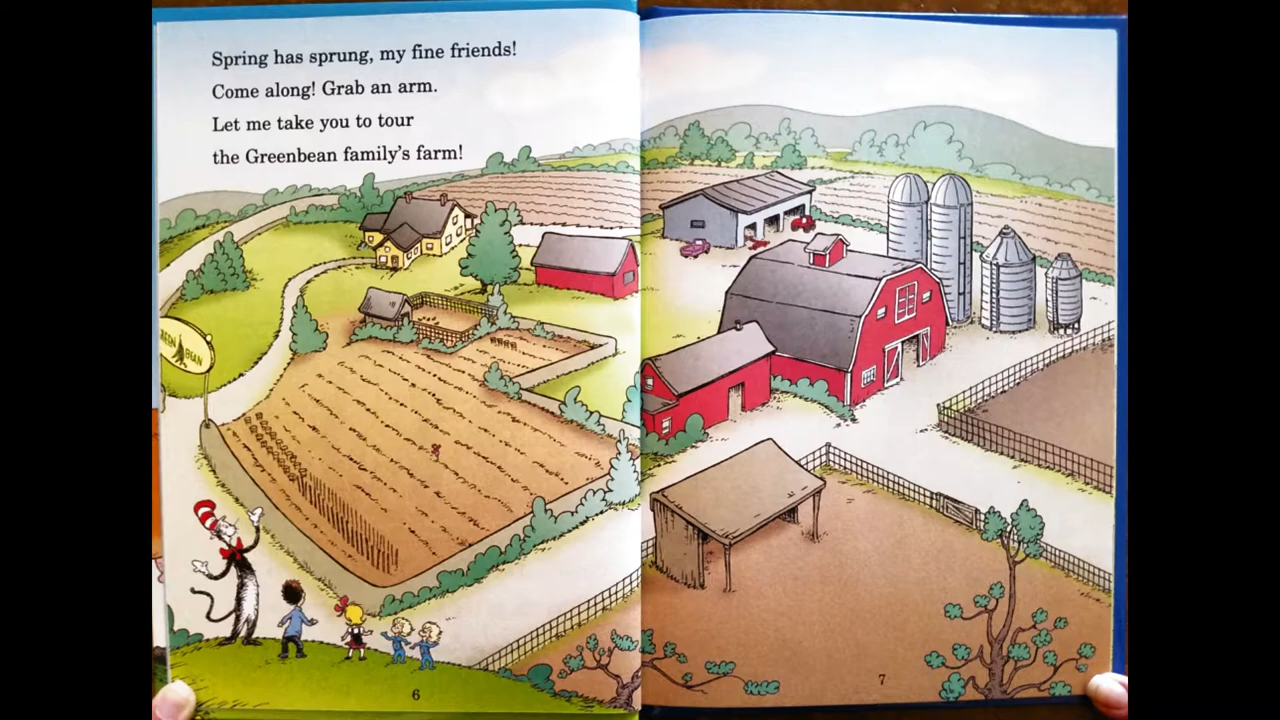 Spring has sprung, my fine friends!
Come along! Grab an arm.
Let me take you to tour
the Greenbean family's farm!
BEAN
6
7